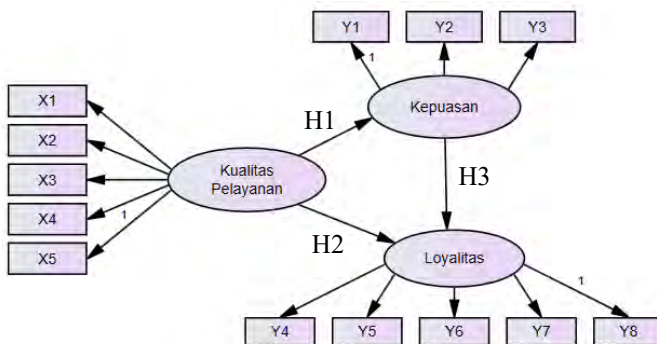 Y1
Y2
Y3
1
Kepuasan
X1
X2
X3
X4
X5
1
Kualitas
Pelayanan
H1
H3
H2
Loyalitas
1
Y4
Y5
Y6
Y7
Y8